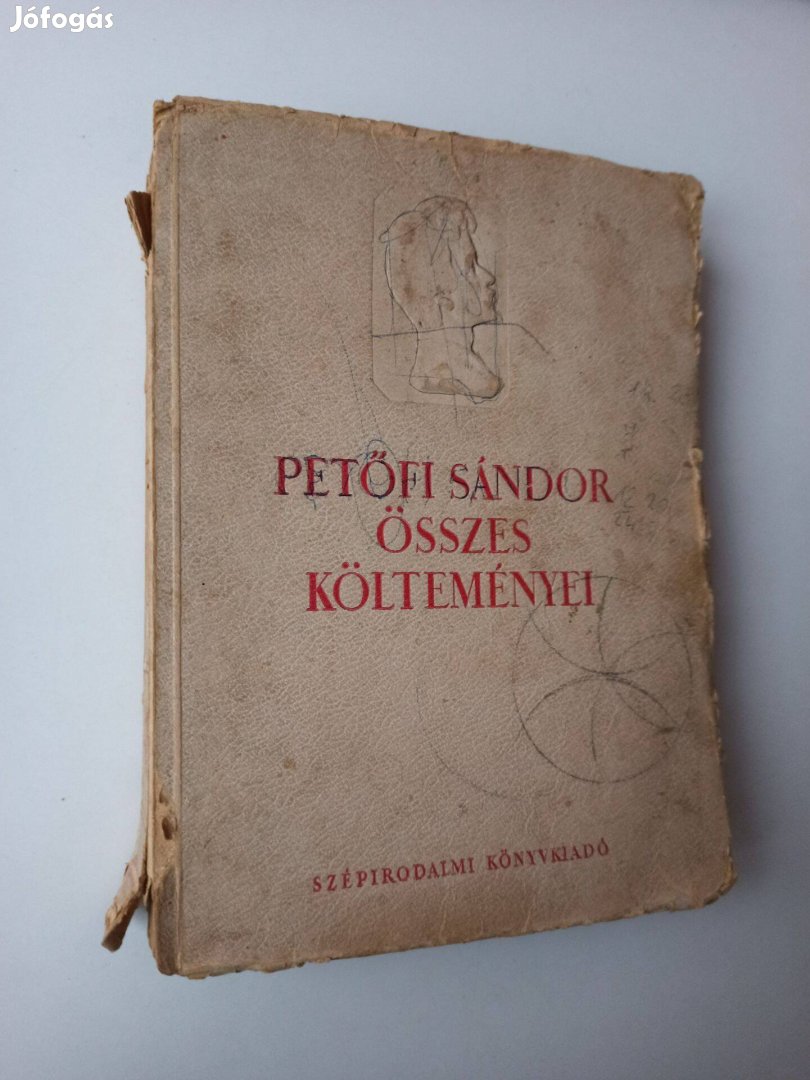 Jófogás
PETŐFI SÁNDOR
ÖSSZES
KÖLTEMÉNYEI
SZÉPIRODALMI KÖNYVKIADÓ